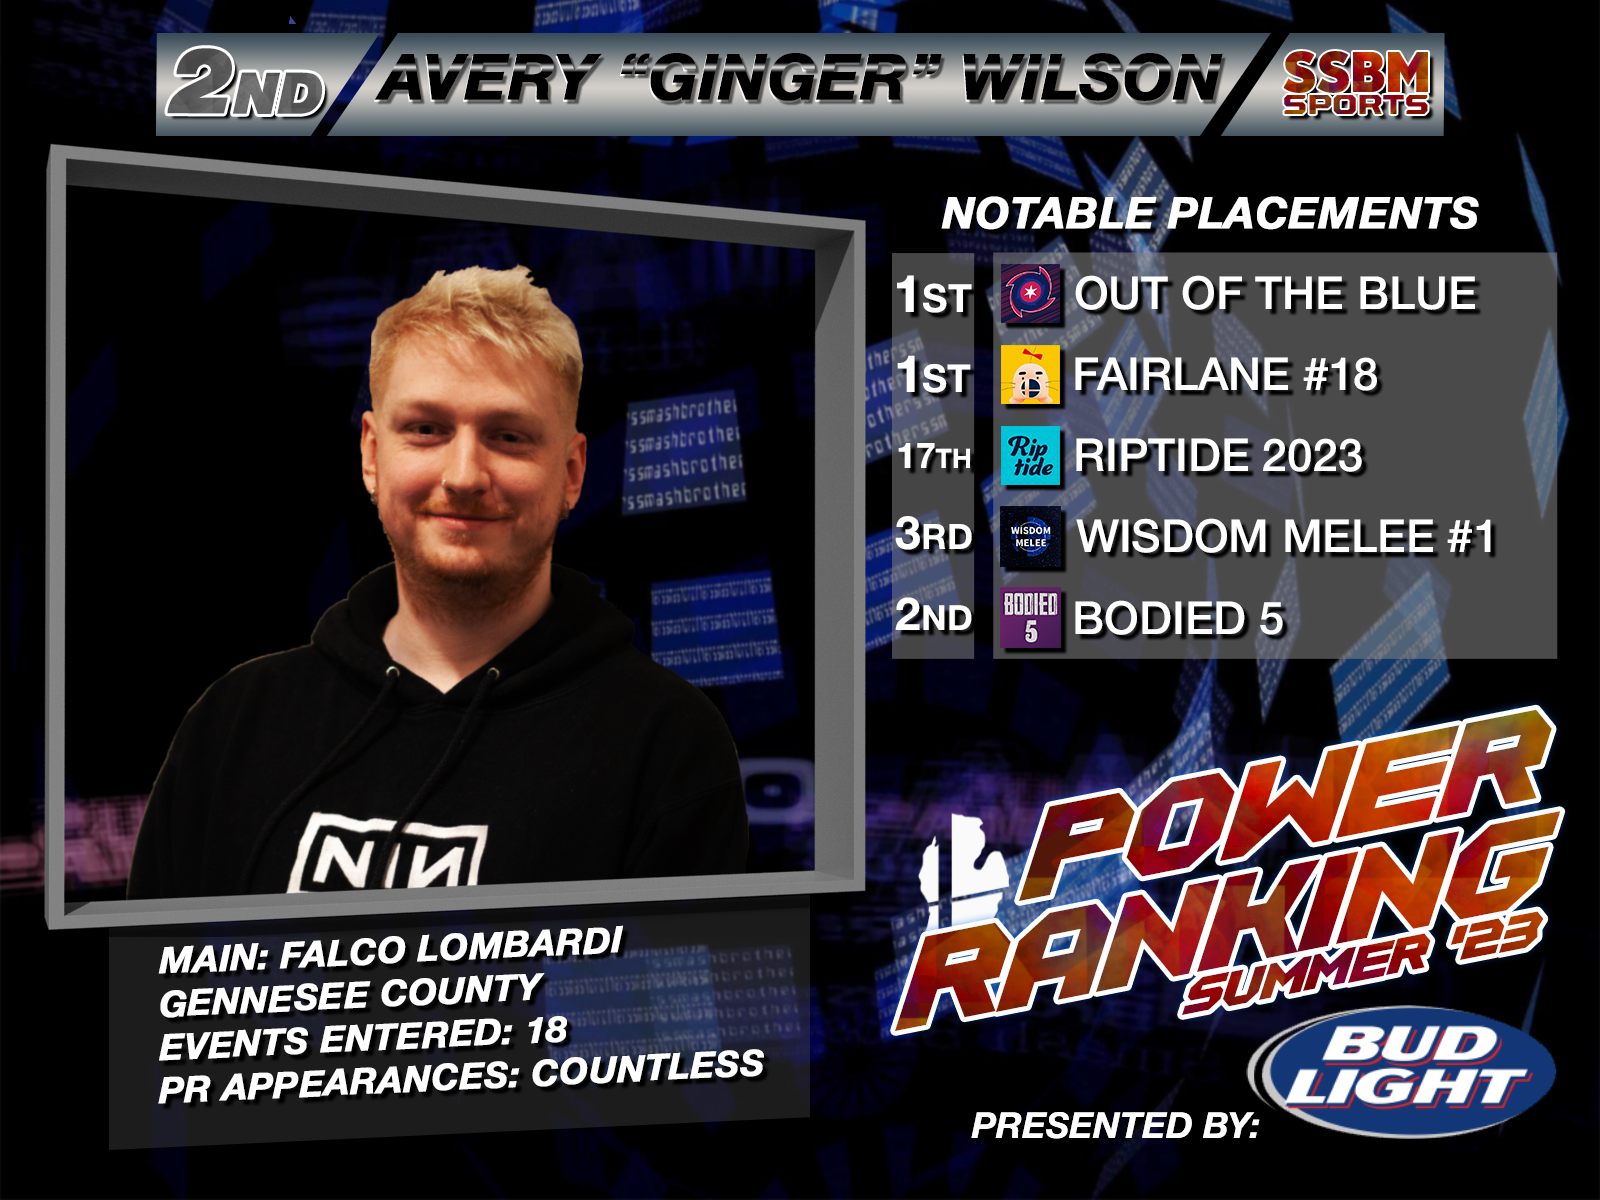 2ND
AVERY “GINGER” WILSON
SSBM
SPORTS
NOTABLE PLACEMENTS
1ST OUT OF THE BLUE
1ST FAIRLANE #18
17TH Rip tide RIPTIDE 2023
3RD WISDOM MELEE WISDOM MELEE #1
2ND BODIED 5 BODIED 5
NIN
MAIN: FALCO LOMBARDI
GENNESEE COUNTY
EVENTS ENTERED: 18
PR APPEARANCES: COUNTLESS
POWER
RANKING
SUMMER '23
PRESENTED BY:
BUD
LIGHT